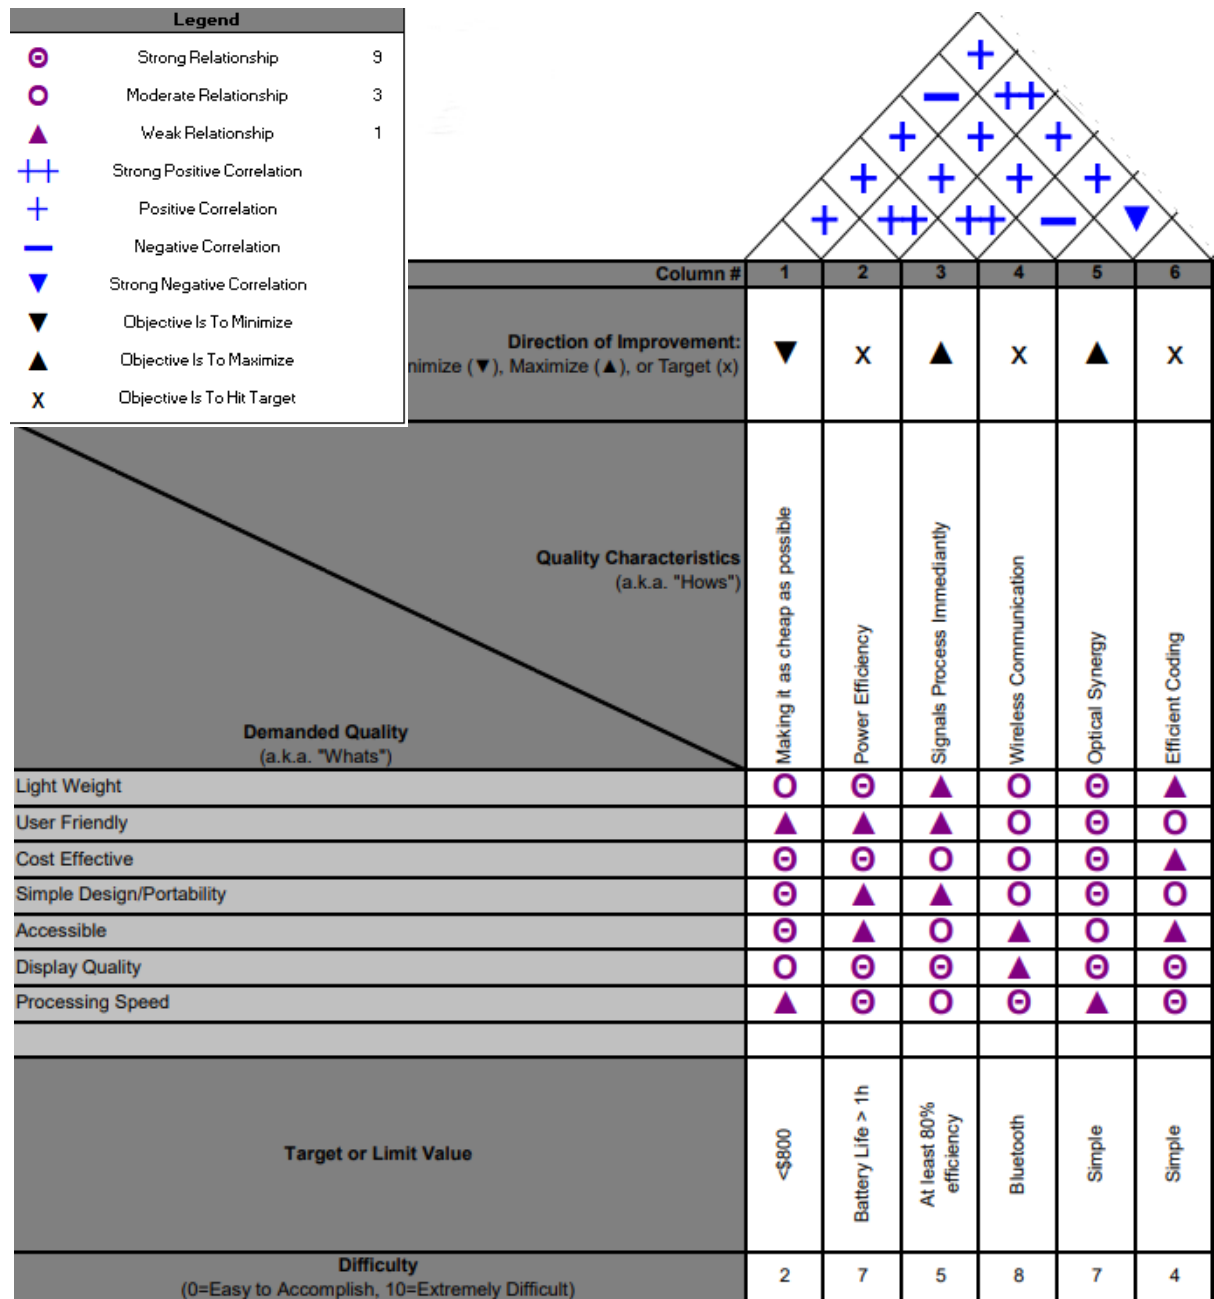 Legend
Strong Relationship 9
Moderate Relationship 3
Weak Relationship 1
Strong Positive Correlation
Positive Correlation
Negative Correlation
Strong Negative Correlation
Objective Is To Minimize
Objective Is To Maximize
X Objective Is To Hit Target
Column # 1 2 3 4 5 6
Direction of Improvement:
nimize (▼), Maximize (▲), or Target (x)
▼ x ▲ x ▲ x
Quality Characteristics
(a.k.a. "Hows")
Demanded Quality
(a.k.a. "Whats")
Making it as cheap as possible
Power Efficiency
Signals Process Immediantly
Wireless Communication
Optical Synergy
Efficient Coding
Light Weight
User Friendly
Cost Effective
Simple Design/Portability
Accessible
Display Quality
Processing Speed
Target or Limit Value
<$800
Battery Life > 1h
At least 80%
efficiency
Bluetooth
Simple
Simple
Difficulty
(0=Easy to Accomplish, 10=Extremely Difficult)
2 7 5 8 7 4